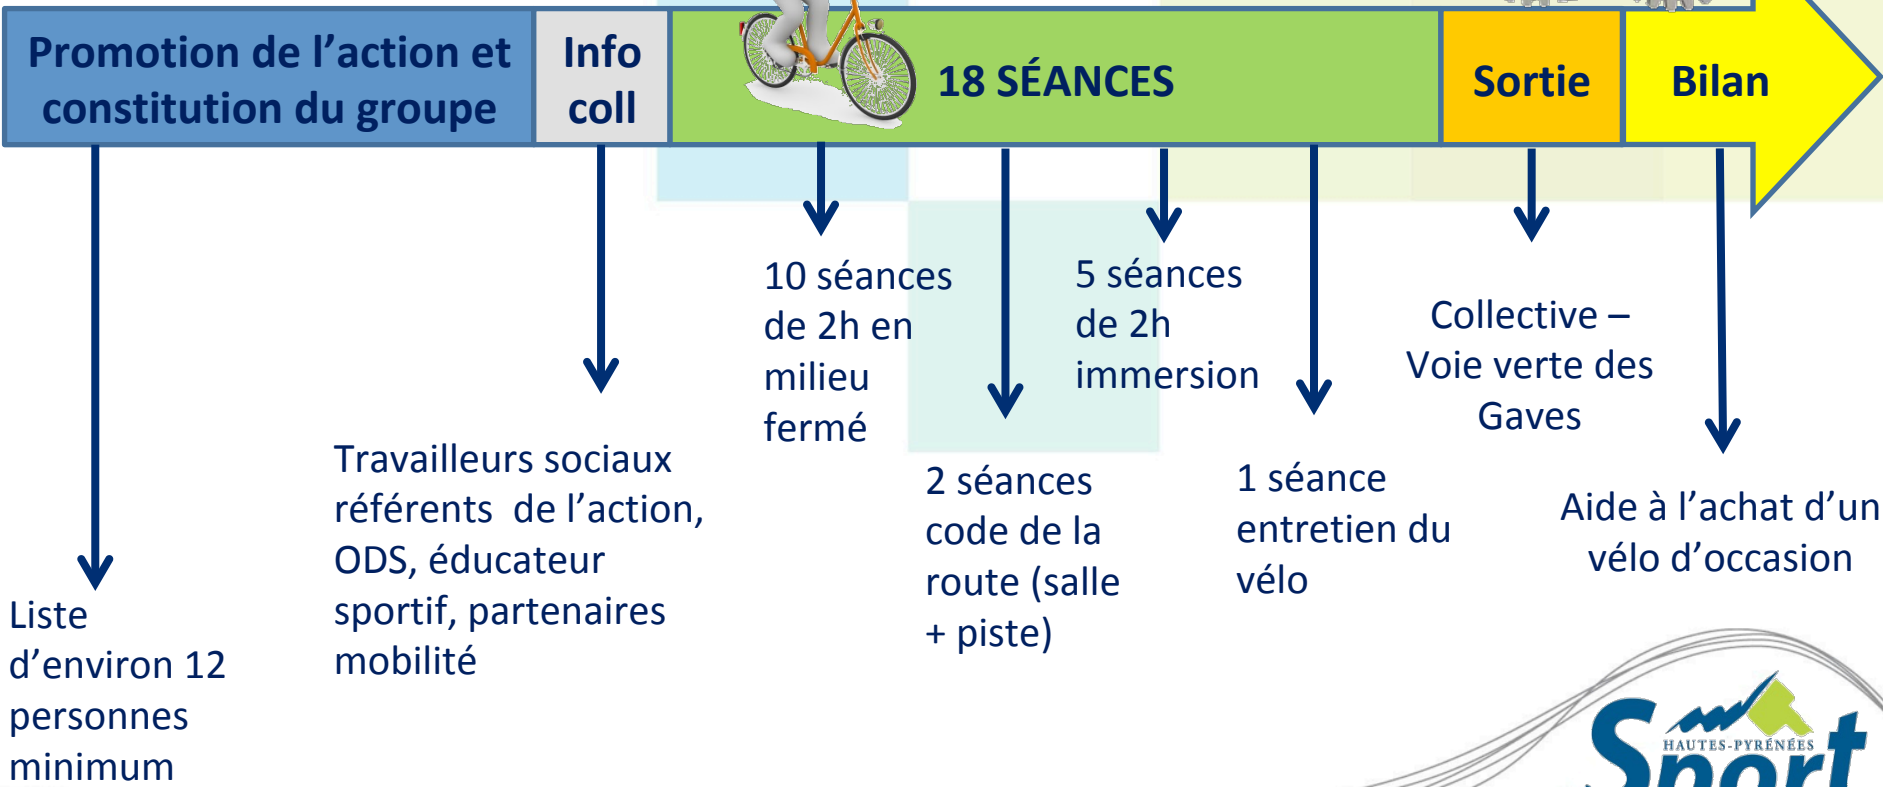 Promotion de l’action et
constitution du groupe
Info
coll
18 SÉANCES
Sortie
Bilan
Liste
d’environ 12
personnes
minimum
Travailleurs sociaux
référents de l’action,
ODS, éducateur
sportif, partenaires
mobilité
10 séances
de 2h en
milieu
fermé
2 séances
code de la
route (salle
+ piste)
5 séances
de 2h
immersion
1 séance
entretien du
vélo
Collective –
Voie verte des
Gaves
Aide à l’achat d’un
vélo d’occasion
HAUTES-PYRÉNÉES
Sport